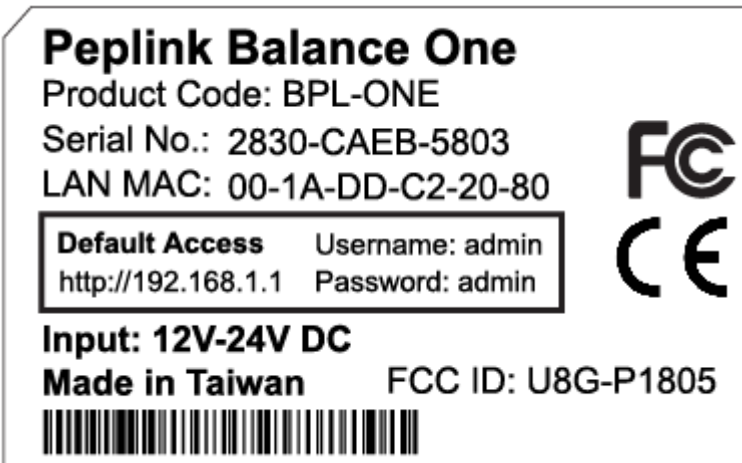 Peplink Balance One
Product Code: BPL-ONE
Serial No.: 2830-CAEB-5803
LAN MAC: 00-1A-DD-C2-20-80
FC
CE
Default Access Username: admin
http://192.168.1.1 Password: admin
Input: 12V-24V DC
Made in Taiwan FCC ID: U8G-P1805